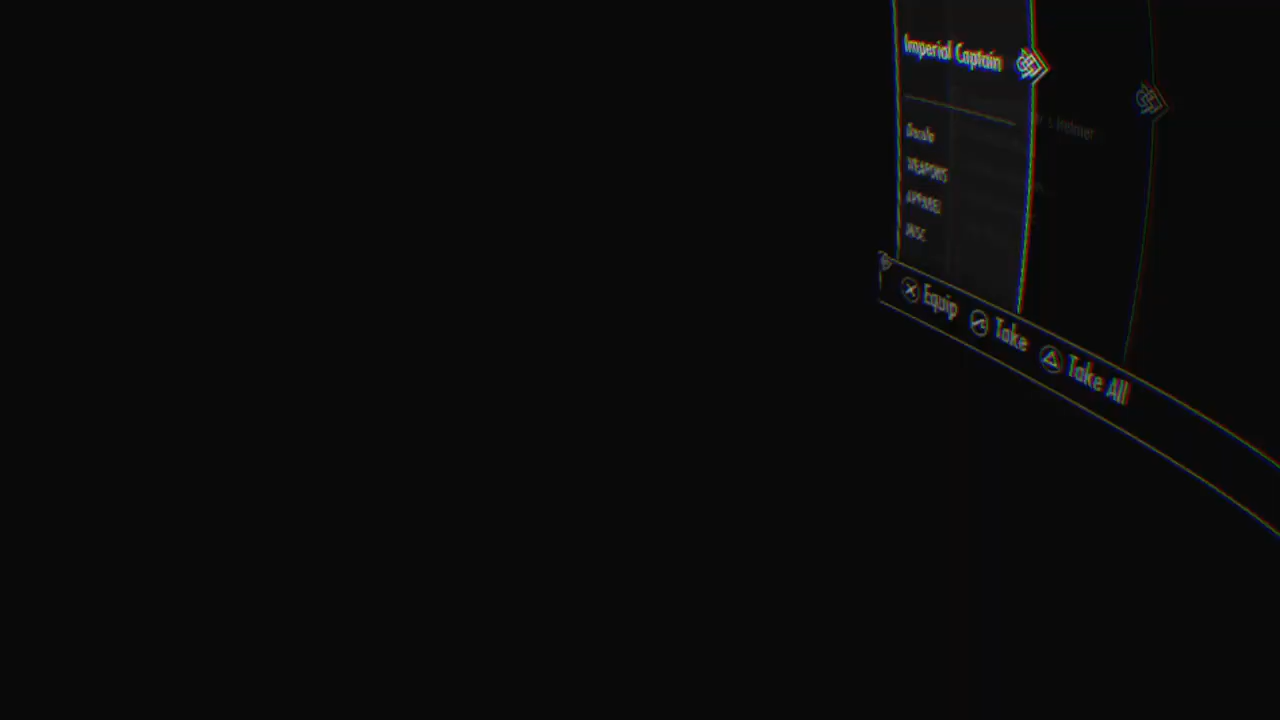 Imperial Captain
WEAPONS
APPAREL
MISC
Equip
Take
Take All